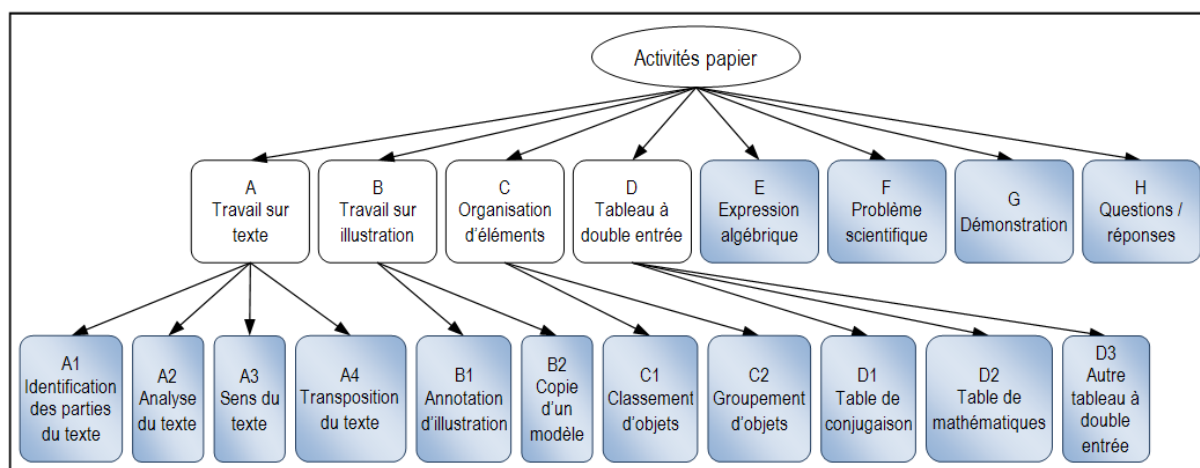 Activités papier
A
Travail sur
texte
B
Travail sur
illustration
C
Organisation
d'éléments
D
Tableau à
double entrée
E
Expression
algébrique
F
Problème
scientifique
G
Démonstration
H
Questions /
réponses
A1
Identification
des parties
du texte
A2
Analyse
du texte
A3
Sens du
texte
A4
Transposition
du texte
B1
Annotation
d'illustration
B2
Copie
d'un
modèle
C1
Classement
d'objets
C2
Groupement
d'objets
D1
Table de
conjugaison
D2
Table de
mathématiques
D3
Autre
tableau à
double
entrée